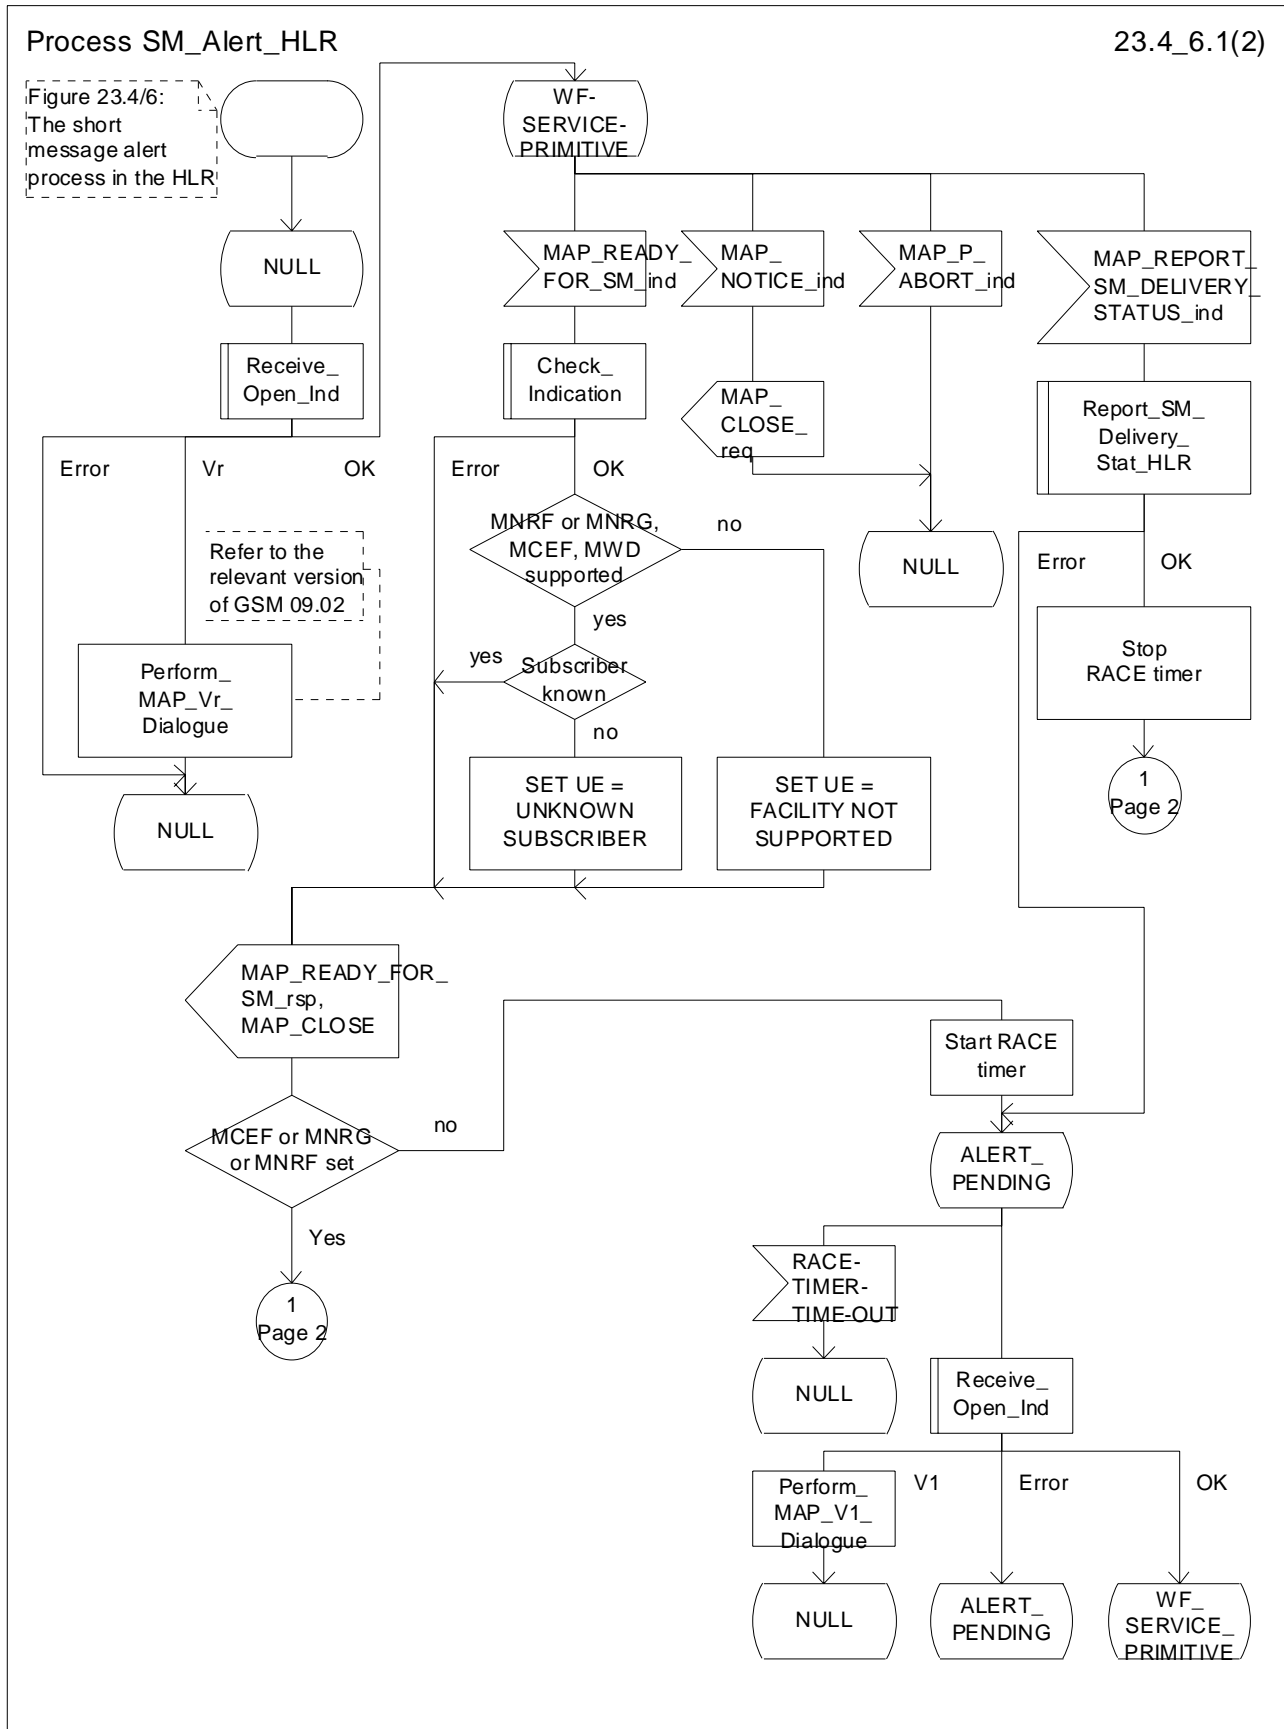 Process SM_Alert_HLR
23.4_6.1(2)
Figure 23.4/6:
The short
message alert
process in the HLR
WF-
SERVICE-
PRIMITIVE
NULL
MAP_READY_
FOR_SM_ind
MAP_
NOTICE_ind
MAP_P_
ABORT_ind
MAP_REPORT_
SM_DELIVERY_
STATUS_ind
Receive_
Open_Ind
Check_
Indication
MAP_
CLOSE_
req
Report_SM_
Delivery_
Stat_HLR
Error
Vr
OK
Error
OK
MNRF or MNRG,
MCEF, MWD
supported
no
NULL
Error
OK
Refer to the
relevant version
of GSM 09.02
yes
yes
Subscriber
known
no
Stop
RACE timer
Perform_
MAP_Vr_
Dialogue
SET UE =
UNKNOWN
SUBSCRIBER
SET UE =
FACILITY NOT
SUPPORTED
1
Page 2
NULL
MAP_READY_FOR_
SM_rsp,
MAP_CLOSE
Start RACE
timer
MCEF or MNRG
or MNRF set
no
ALERT_
PENDING
Yes
RACE-
TIMER-
TIME-OUT
1
Page 2
NULL
Receive_
Open_Ind
Perform_
MAP_V1_
Dialogue
V1
Error
OK
NULL
ALERT_
PENDING
WF_
SERVICE_
PRIMITIVE